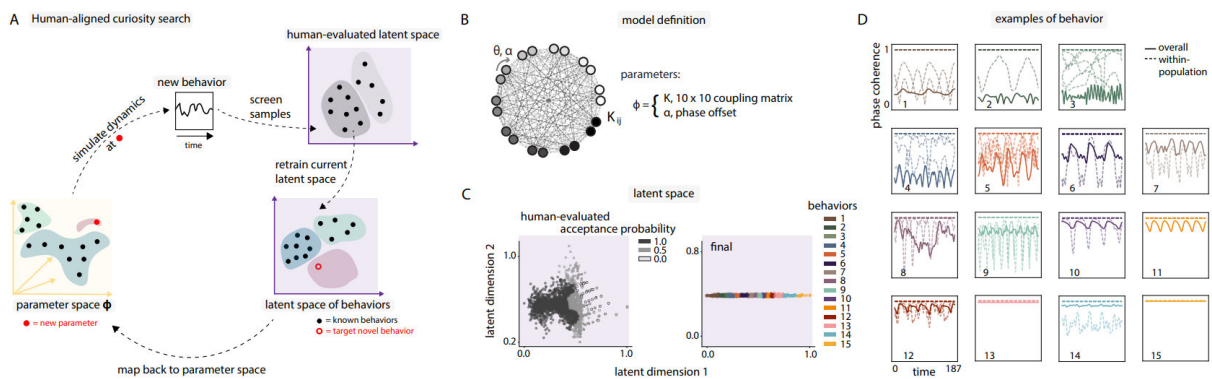 A
Human-aligned curiosity search
human-evaluated latent space
new behavior
screen
samples
simulate dynamics
at
time
retrain current
latent space
parameter space ϕ
= new parameter
latent space of behaviors
= known behaviors
= target novel behavior
map back to parameter space
B
model definition
θ, α
K ij
parameters:
ϕ = { K, 10 x 10 coupling matrix
α, phase offset
C
latent space
human-evaluated
acceptance probability
1.0
0.5
0.0
latent dimension 2
1.0
0.2
0.0
1.0
final
0.8
0.0
0.0
1.0
latent dimension 1
behaviors
1
2
3
4
5
6
7
8
9
10
11
12
13
14
15
D
examples of behavior
phase coherence
1
0
overall
within-
population
1
2
3
4
5
6
7
8
9
10
11
12
13
14
15
0 time 187